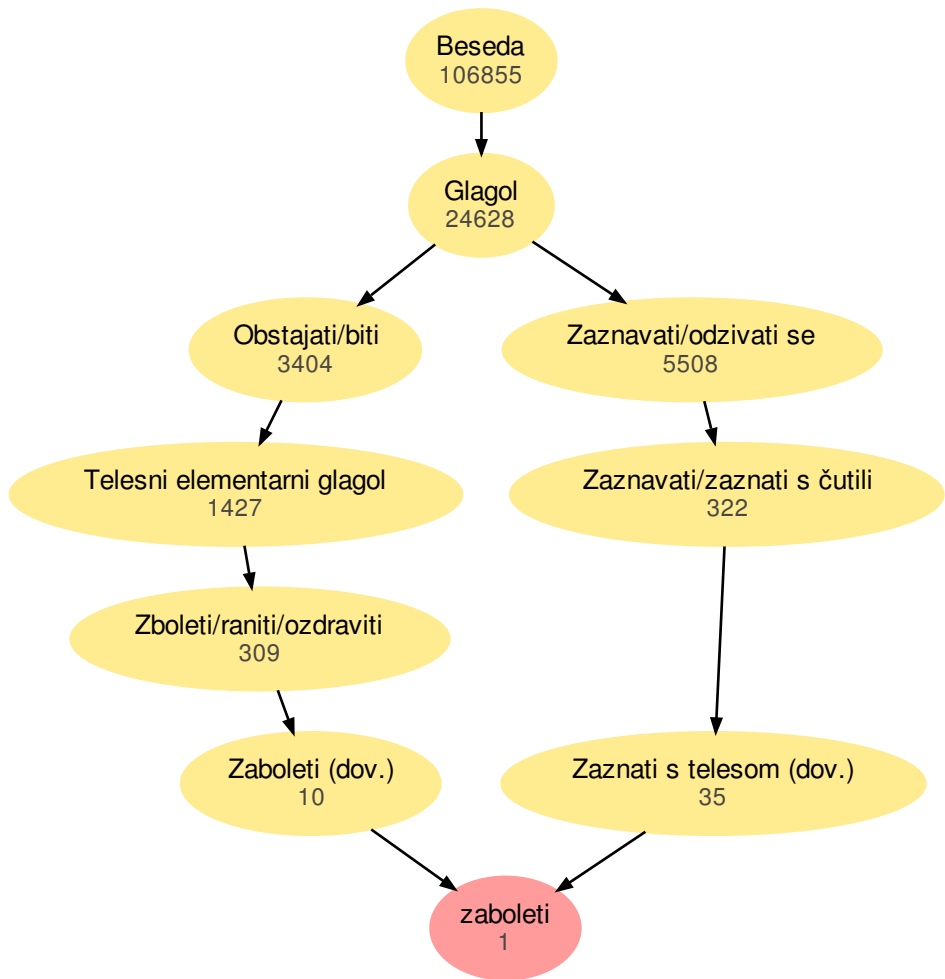 Beseda
106855
Glagol
24628
Obstajati/biti
3404
Zaznavati/odzivati se
5508
Telesni elementarni glagol
1427
Zaznavati/zaznati s čutili
322
Zboleti/raniti/ozdraviti
309
Zaboleti (dov.)
10
Zaznati s telesom (dov.)
35
zaboleti
1